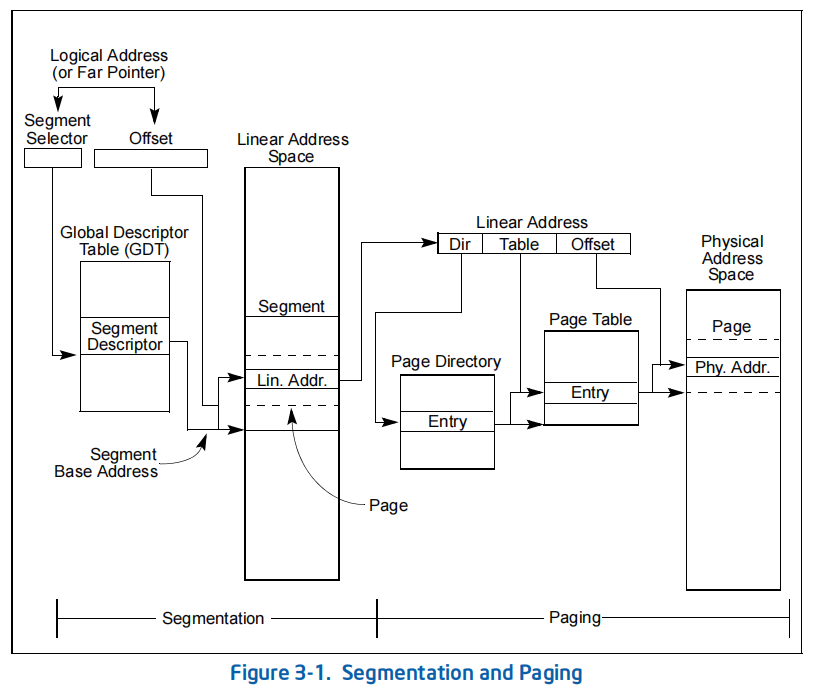 Logical Address
(or Far Pointer)
Segment
Selector
Offset
Linear Address
Space
Global Descriptor
Table (GDT)
Segment
Descriptor
Segment
Lin. Addr.
Segment
Base Address
Page
Linear Address
Dir
Table
Offset
Page Directory
Entry
Page Table
Entry
Physical
Address
Space
Page
Phy. Addr.
Segmentation
Paging
Figure 3-1. Segmentation and Paging